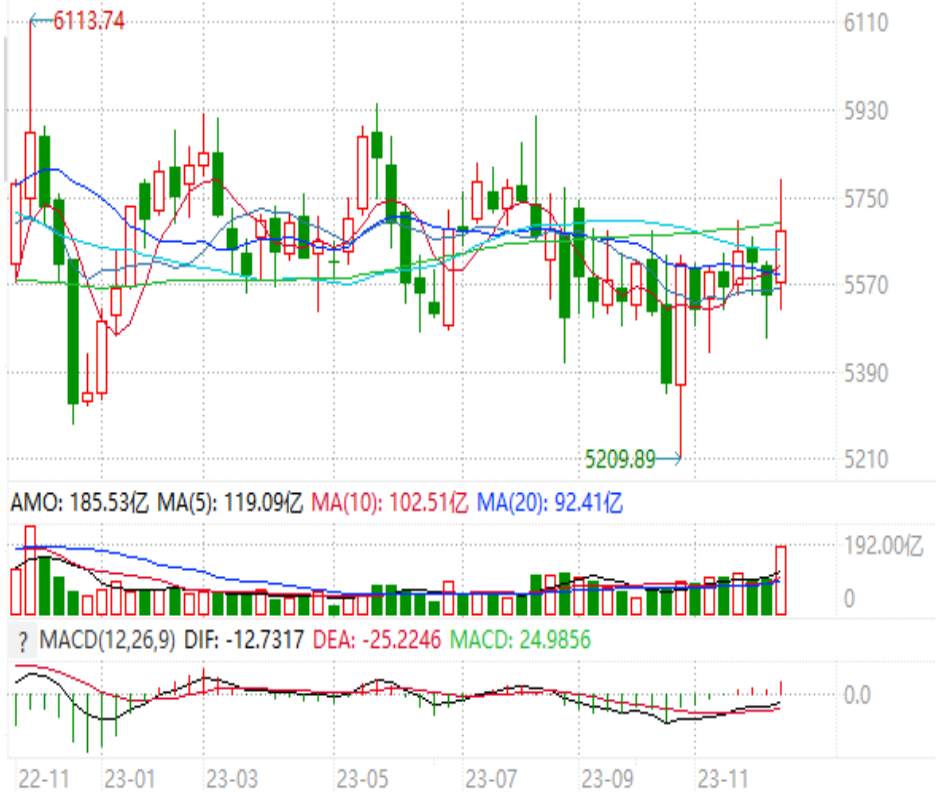 6113.74
6110
5930
5750
5570
5390
5209.89
5210
AMO: 185.53亿 MA(5): 119.09亿 MA(10): 102.51亿 MA(20): 92.41亿
192.00亿
0
? MACD(12,26,9) DIF: -12.7317 DEA: -25.2246 MACD: 24.9856
0.0
22-11 23-01 23-03 23-05 23-07 23-09 23-11